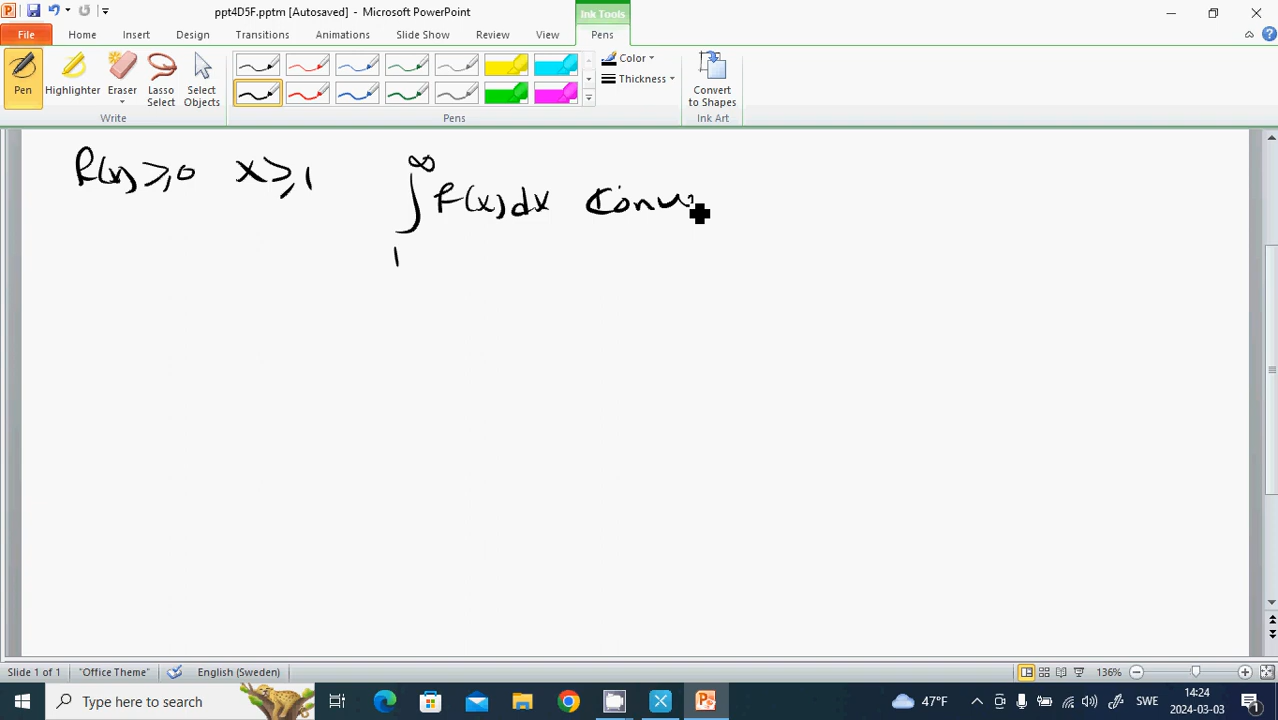 ppt4D5F.pptm [Autosaved] - Microsoft PowerPoint
Ink Tools
File Home Insert Design Transitions Animations Slide Show Review View Pens
Pen Highlighter Eraser Lasso Select Select Objects
Color
Thickness
Convert to Shapes
Write Pens Ink Art
f(x) ≥ 0 x ≥ 1 ∫₁^∞ f(x) dx Conv
Slide 1 of 1 "Office Theme" English (Sweden) 136%
Type here to search 47°F SWE 14:24
2024-03-03